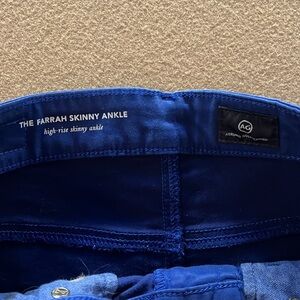 THE FARRAH SKINNY ANKLE
high-rise skinny ankle
AG